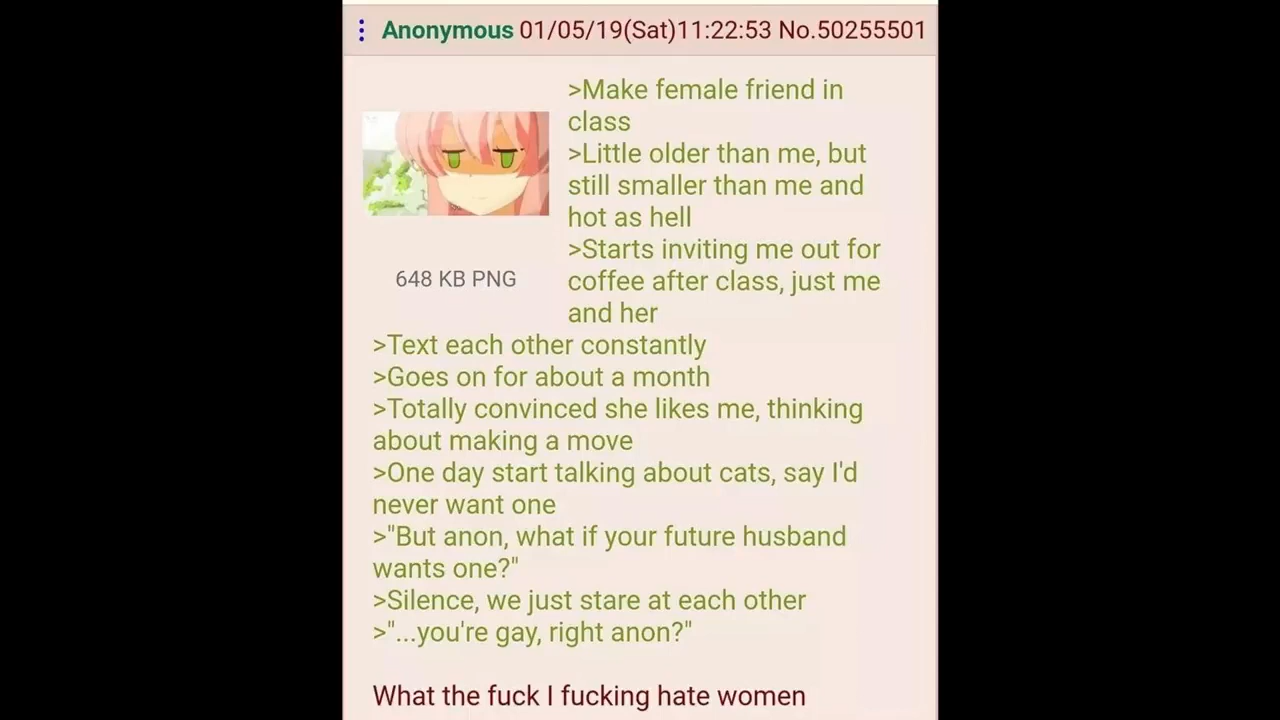 Anonymous 01/05/19(Sat)11:22:53 No.50255501
>Make female friend in
class
>Little older than me, but
still smaller than me and
hot as hell
>Starts inviting me out for
coffee after class, just me
and her
648 KB PNG
>Text each other constantly
>Goes on for about a month
>Totally convinced she likes me, thinking
about making a move
>One day start talking about cats, say I'd
never want one
>"But anon, what if your future husband
wants one?"
>Silence, we just stare at each other
>"...you're gay, right anon?"
What the fuck I fucking hate women